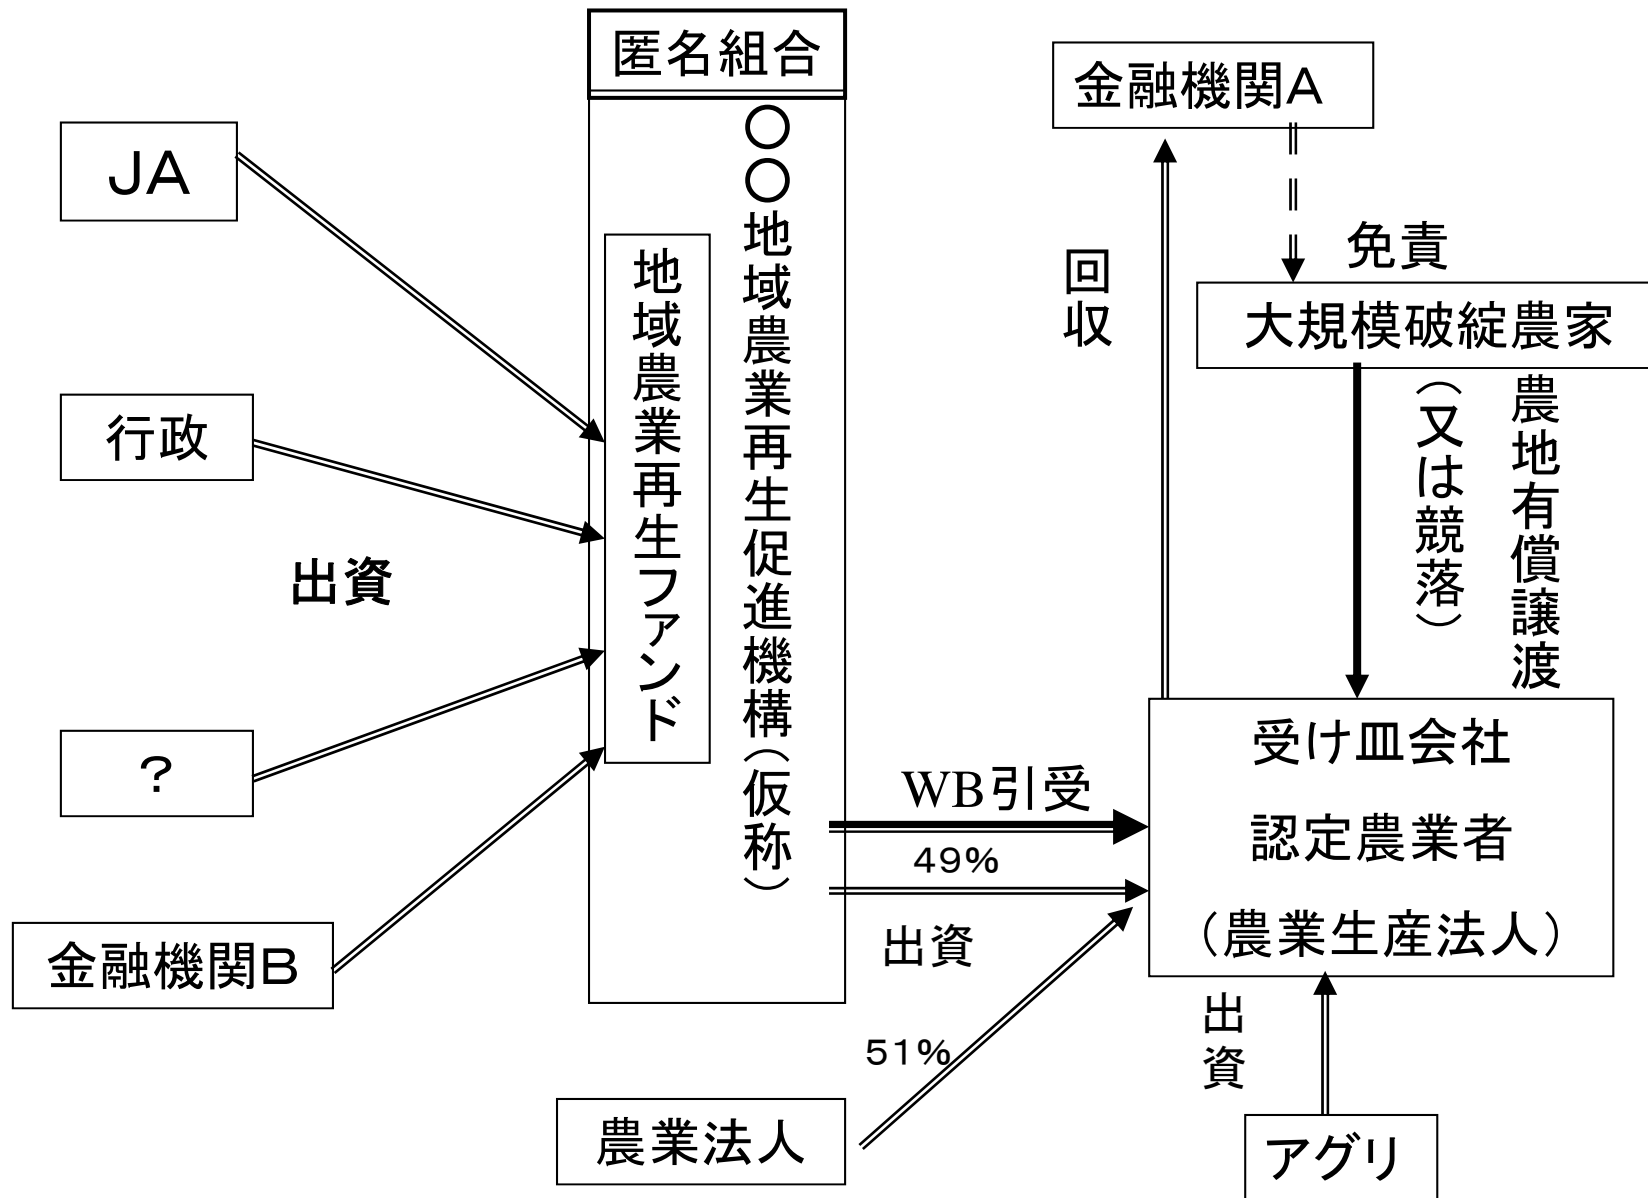 匿名組合
〇〇地域農業再生促進機構(仮称)
地域農業再生ファンド
JA
行政
出資
?
金融機関B
金融機関A
回収
免責
大規模破綻農家
農地有償譲渡
(又は競落)
WB引受
49%
出資
51%
農業法人
受け皿会社
認定農業者
(農業生産法人)
出資
アグリ